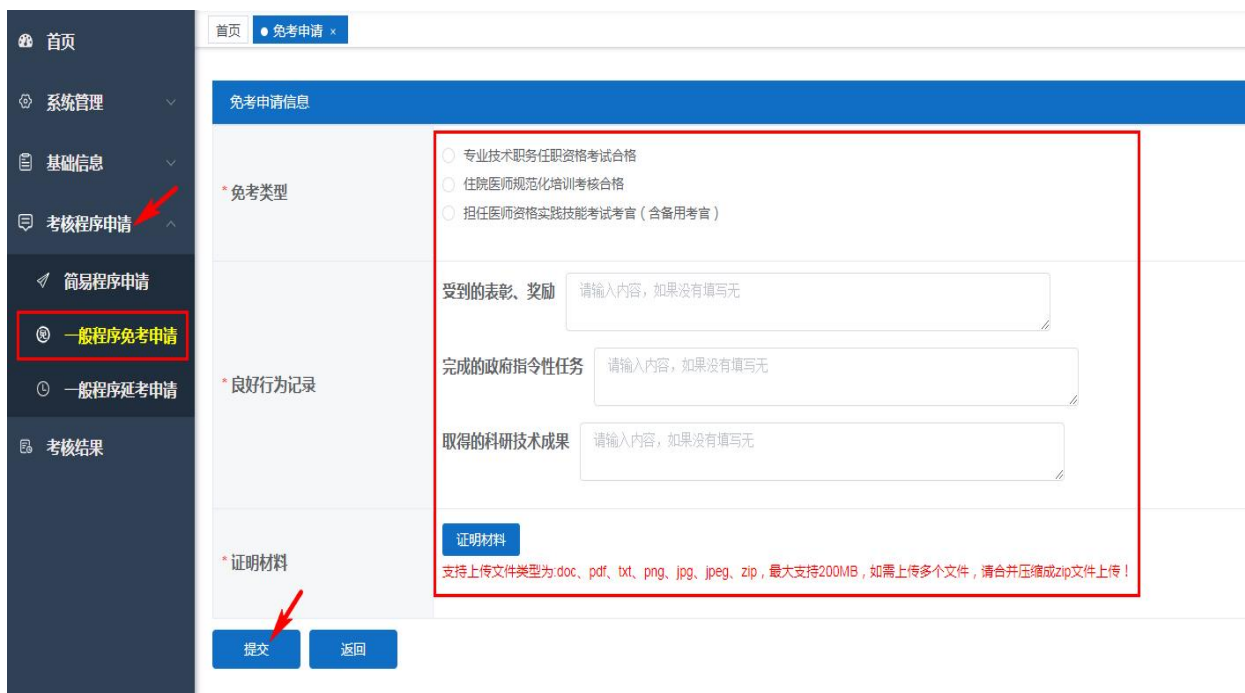 首页
系统管理
基础信息
考核程序申请
简易程序申请
一般程序免考申请
一般程序延考申请
考核结果
首页 免考申请 ×
免考申请信息
*免考类型
专业技术职务任职资格考试合格
住院医师规范化培训考核合格
担任医师资格实践技能考试考官（含备用考官）
*良好行为记录
受到的表彰、奖励 请输入内容，如果没有填写无
完成的政府指令性任务 请输入内容，如果没有填写无
取得的科研技术成果 请输入内容，如果没有填写无
*证明材料
证明材料
支持上传文件类型为:doc、pdf、txt、png、jpg、jpeg、zip，最大支持200MB，如需上传多个文件，请合并压缩成zip文件上传！
提交 返回